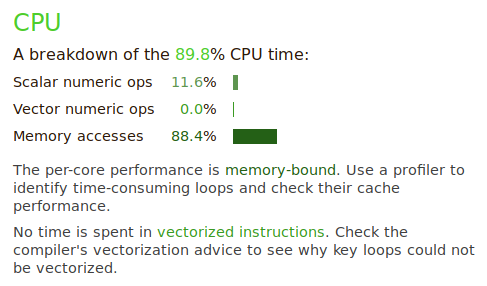 CPU
A breakdown of the 89.8% CPU time:
Scalar numeric ops 11.6%
Vector numeric ops 0.0%
Memory accesses 88.4%
The per-core performance is memory-bound. Use a profiler to
identify time-consuming loops and check their cache
performance.
No time is spent in vectorized instructions. Check the
compiler's vectorization advice to see why key loops could not
be vectorized.